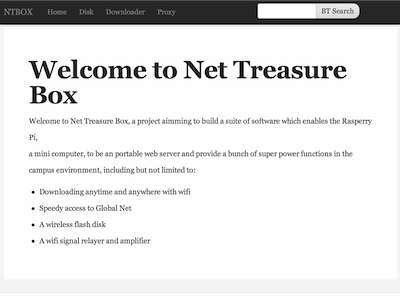 NTBOX Home Disk Downloader Proxy BT Search
Welcome to Net Treasure
Box
Welcome to Net Treasure Box, a project aimming to build a suite of software which enables the Rasperry
Pi,
a mini computer, to be an portable web server and provide a bunch of super power functions in the
campus environment, including but not limited to:
Downloading anytime and anywhere with wifi
Speedy access to Global Net
A wireless flash disk
A wifi signal relayer and amplifier